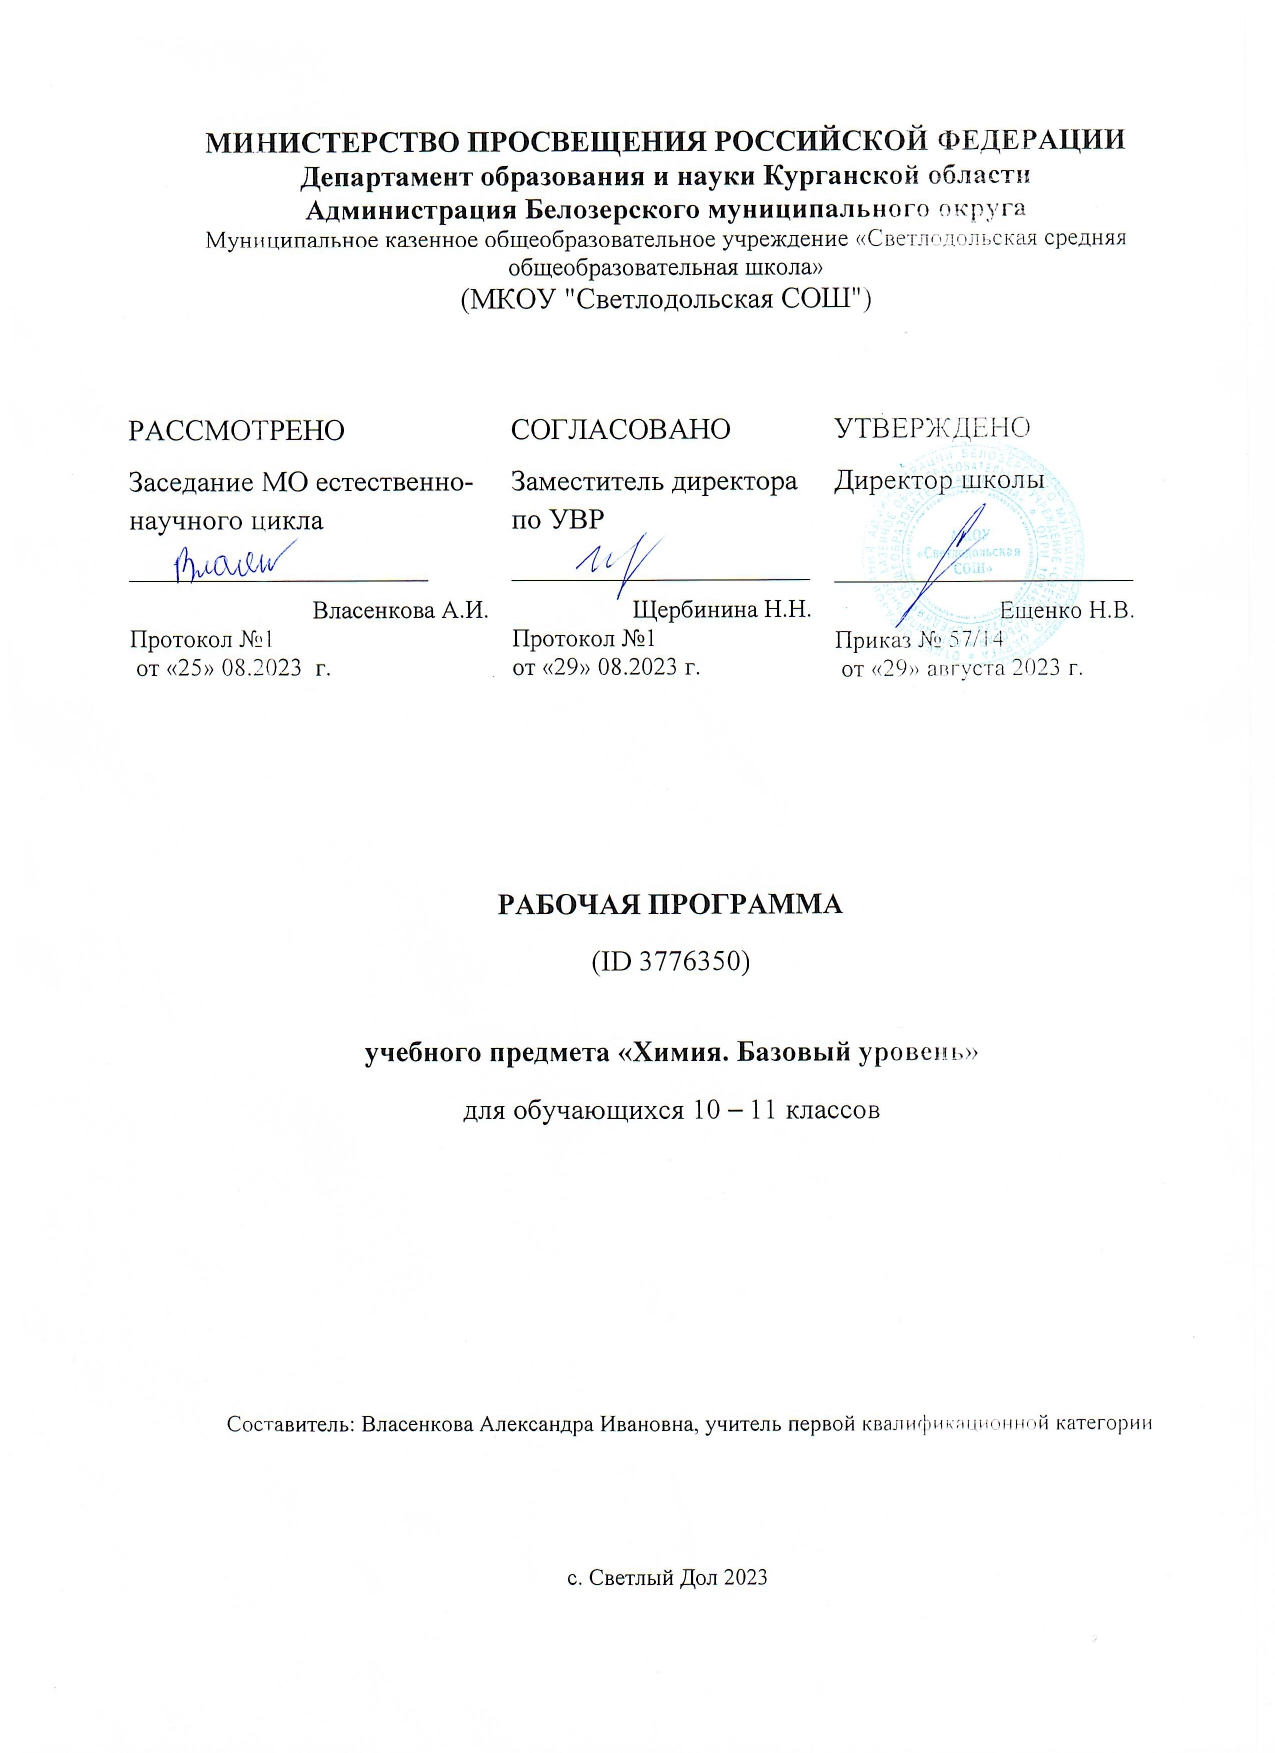 МИНИСТЕРСТВО ПРОСВЕЩЕНИЯ РОССИЙСКОЙ ФЕДЕРАЦИИ
Департамент образования и науки Курганской области
Администрация Белозерского муниципального округа
Муниципальное казенное общеобразовательное учреждение «Светлодольская средняя
общеобразовательная школа»
(МКОУ "Светлодольская СОШ")
РАССМОТРЕНО
Заседание МО естественно-
научного цикла
Власенкова А.И.
Протокол №1
от «25» 08.2023 г.
СОГЛАСОВАНО
Заместитель директора
по УВР
Щербинина Н.Н.
Протокол №1
от «29» 08.2023 г.
УТВЕРЖДЕНО
Директор школы
МКОУ
«Светлодольская
СОШ»
Ещенко Н.В.
Приказ № 57/14
от «29» августа 2023 г.
РАБОЧАЯ ПРОГРАММА
(ID 3776350)
учебного предмета «Химия. Базовый уровень»
для обучающихся 10 – 11 классов
Составитель: Власенкова Александра Ивановна, учитель первой квалификационной категории
с. Светлый Дол 2023